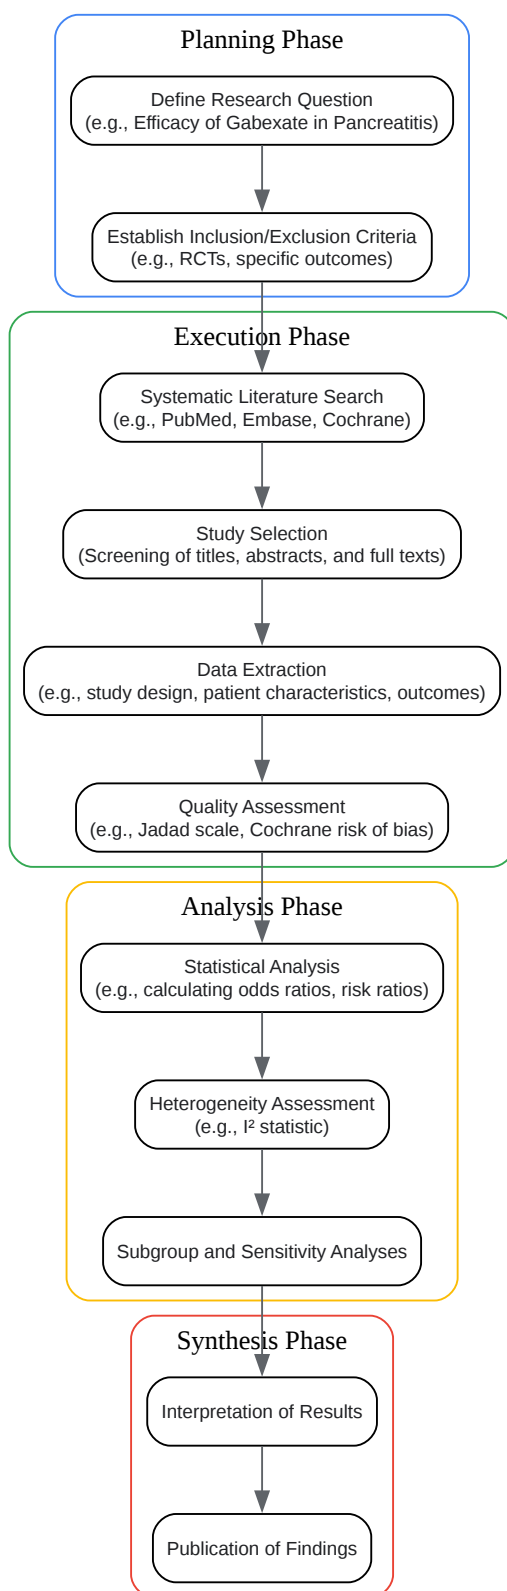 Planning Phase
Define Research Question
(e.g., Efficacy of Gabexate in Pancreatitis)
Establish Inclusion/Exclusion Criteria
(e.g., RCTs, specific outcomes)
Execution Phase
Systematic Literature Search
(e.g., PubMed, Embase, Cochrane)
Study Selection
(Screening of titles, abstracts, and full texts)
Data Extraction
(e.g., study design, patient characteristics, outcomes)
Quality Assessment
(e.g., Jadad scale, Cochrane risk of bias)
Analysis Phase
Statistical Analysis
(e.g., calculating odds ratios, risk ratios)
Heterogeneity Assessment
(e.g., I² statistic)
Subgroup and Sensitivity Analyses
Synthesis Phase
Interpretation of Results
Publication of Findings